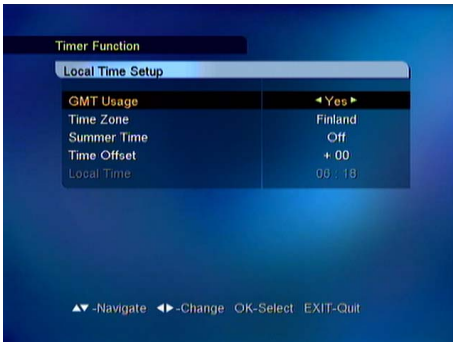 Timer Function
Local Time Setup
GMT Usage ◄Yes►
Time Zone Finland
Summer Time Off
Time Offset + 00
Local Time 08 : 18
▲▼-Navigate ◄►-Change OK-Select EXIT-Quit